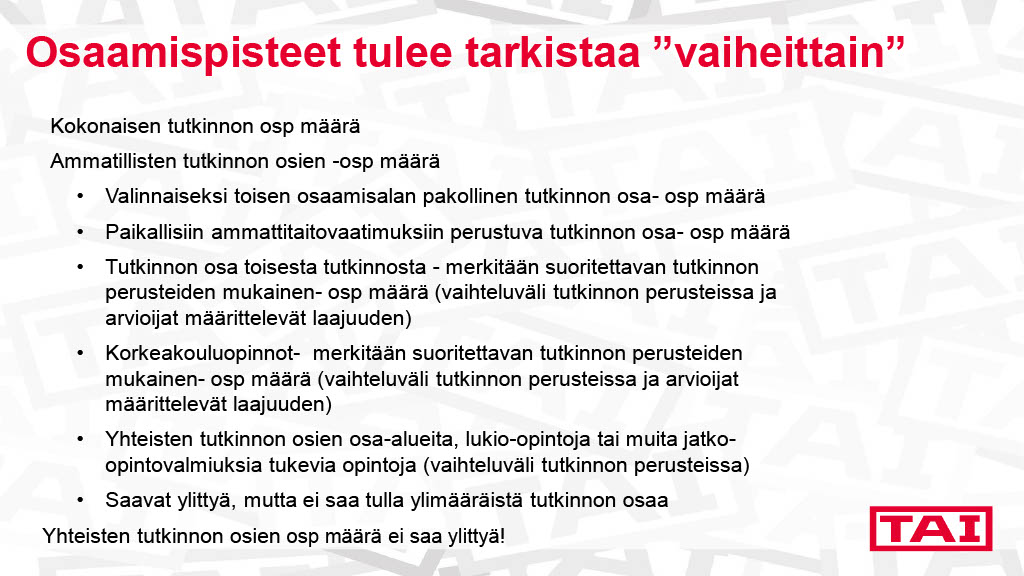 Osaamispisteet tulee tarkistaa ”vaiheittain”
Kokonaisen tutkinnon osp määrä
Ammatillisten tutkinnon osien -osp määrä
• Valinnaiseksi toisen osaamisalan pakollinen tutkinnon osa- osp määrä
• Paikallisiin ammattitaitovaatimuksiin perustuva tutkinnon osa- osp määrä
• Tutkinnon osa toisesta tutkinnosta - merkitään suoritettavan tutkinnon
perusteiden mukainen- osp määrä (vaihteluväli tutkinnon perusteissa ja
arvioijat määrittelevät laajuuden)
• Korkeakouluopinnot-  merkitään suoritettavan tutkinnon perusteiden
mukainen- osp määrä (vaihteluväli tutkinnon perusteissa ja arvioijat
määrittelevät laajuuden)
• Yhteisten tutkinnon osien osa-alueita, lukio-opintoja tai muita jatko-
opintovalmiuksia tukevia opintoja (vaihteluväli tutkinnon perusteissa)
• Saavat ylittyä, mutta ei saa tulla ylimääräistä tutkinnon osaa
Yhteisten tutkinnon osien osp määrä ei saa ylittyä!
TAI